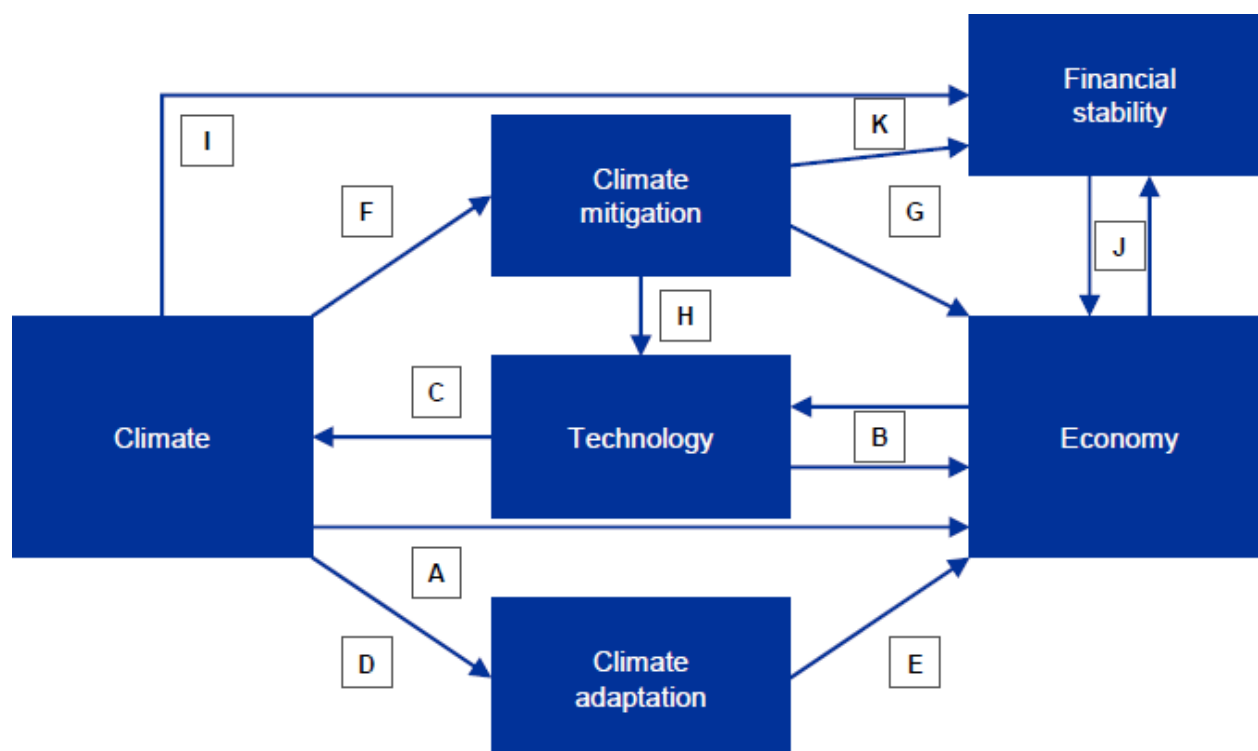 Financial
stability
K
I
Climate
mitigation
F
G
J
H
C
Climate
Technology
B
Economy
A
D
Climate
adaptation
E